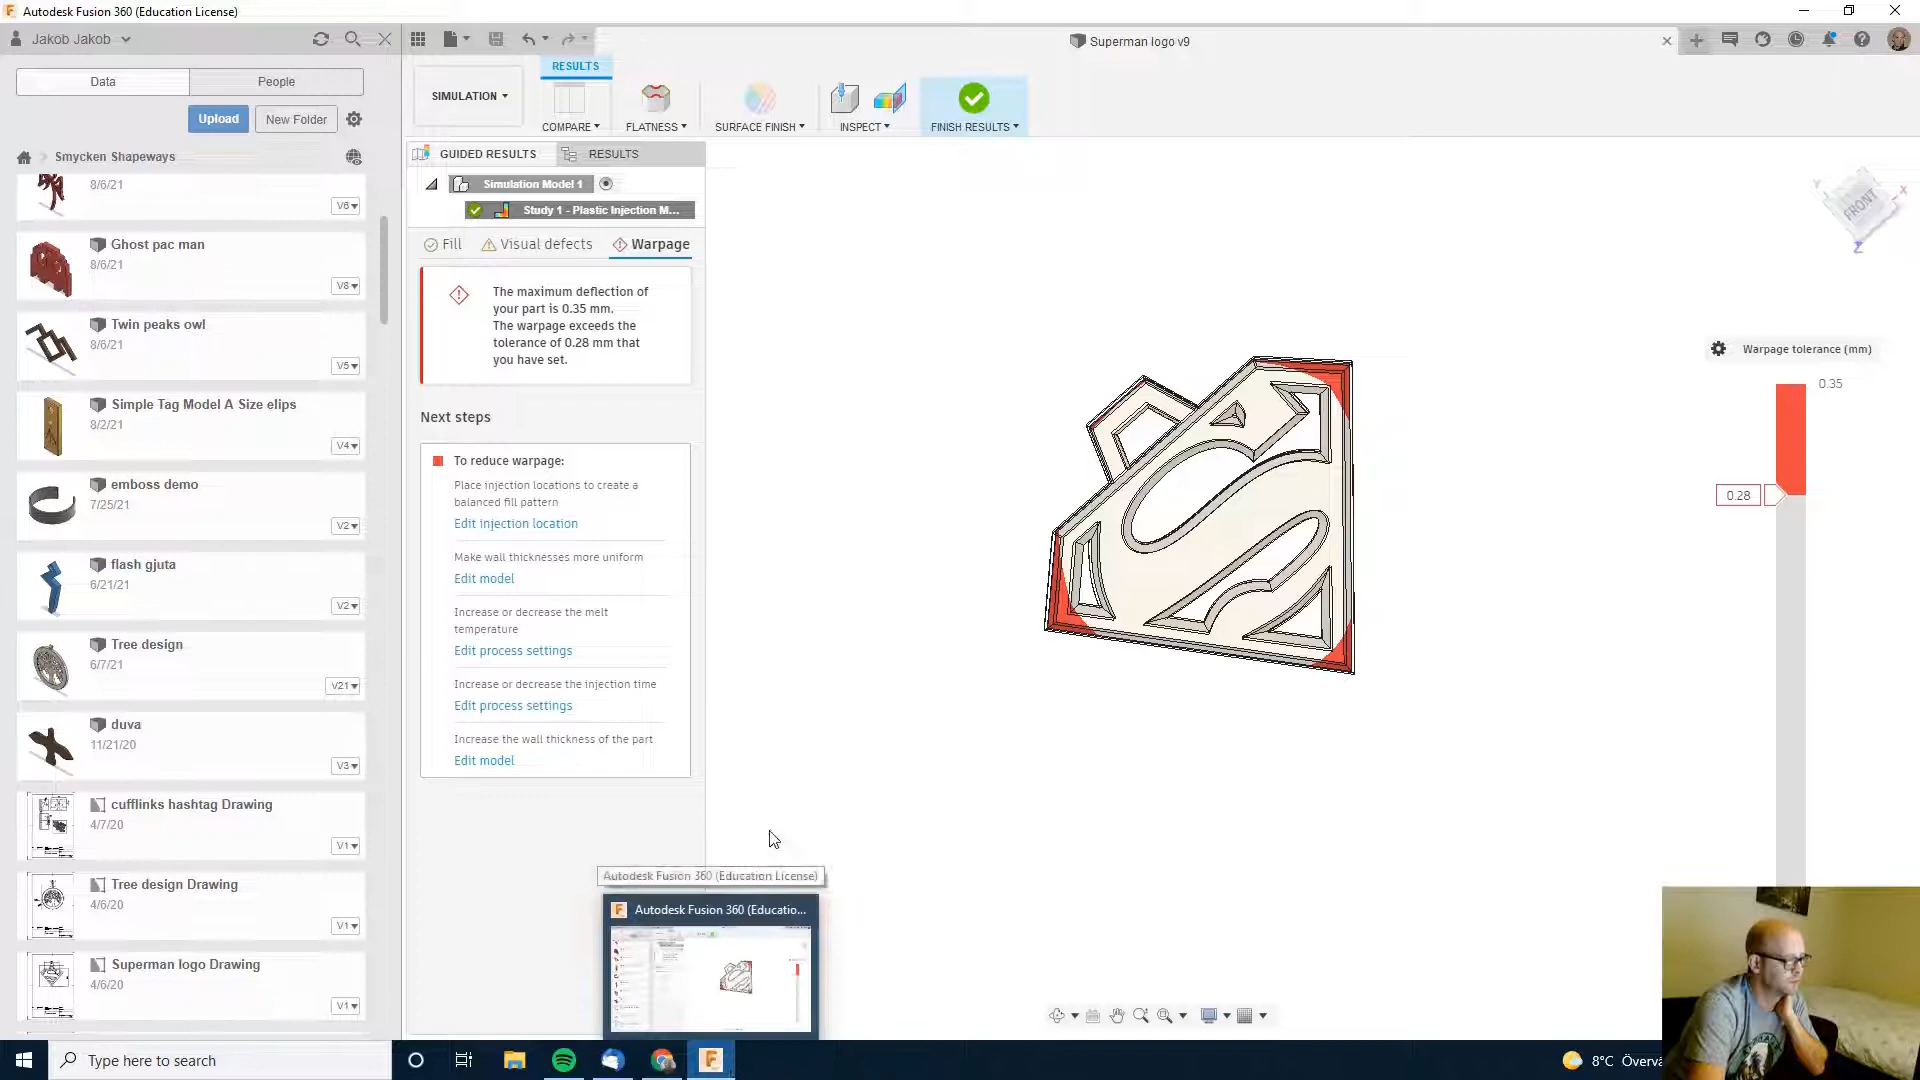 Autodesk Fusion 360 (Education License)
Jakob Jakob
Superman logo v9
Data
People
Upload
New Folder
Smycken Shapeways
8/6/21
V6
Ghost pac man
8/6/21
V8
Twin peaks owl
8/6/21
V5
Simple Tag Model A Size elips
8/2/21
V4
emboss demo
7/25/21
V2
flash gjuta
6/21/21
V2
Tree design
6/7/21
V21
duva
11/21/20
V3
cufflinks hashtag Drawing
4/7/20
V1
Tree design Drawing
4/6/20
V1
Superman logo Drawing
4/6/20
V1
RESULTS
SIMULATION
COMPARE
FLATNESS
SURFACE FINISH
INSPECT
FINISH RESULTS
GUIDED RESULTS
RESULTS
Simulation Model 1
Study 1 - Plastic Injection M...
Fill
Visual defects
Warpage
The maximum deflection of
your part is 0.35 mm.
The warpage exceeds the
tolerance of 0.28 mm that
you have set.
Next steps
To reduce warpage:
Place injection locations to create a
balanced fill pattern
Edit injection location
Make wall thicknesses more uniform
Edit model
Increase or decrease the melt
temperature
Edit process settings
Increase or decrease the injection time
Edit process settings
Increase the wall thickness of the part
Edit model
FRONT
Y
X
Z
Warpage tolerance (mm)
0.35
0.28
Autodesk Fusion 360 (Education License)
Autodesk Fusion 360 (Educatio...
Type here to search
8°C